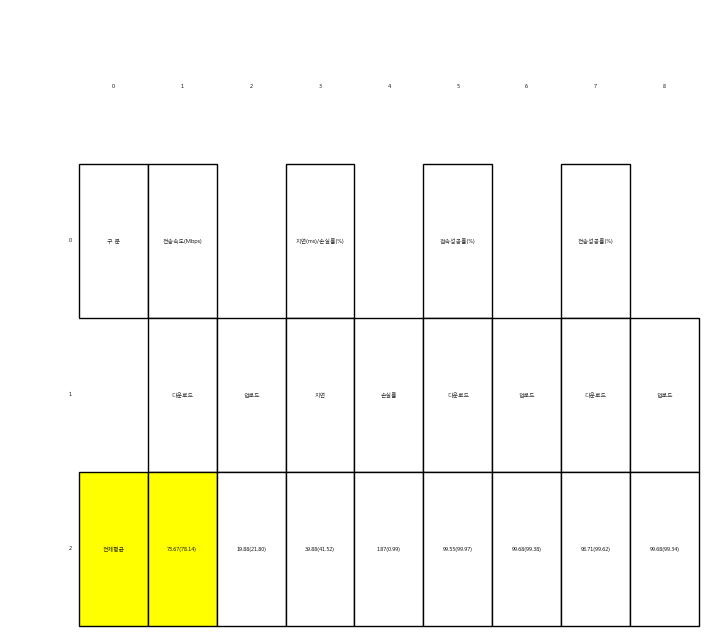 0 1 2 3 4 5 6 7 8
0 구 분 전송속도(Mbps) 지연(ms)/손실률(%) 접속성공률(%) 전송성공률(%)
1 다운로드 업로드 지연 손실률 다운로드 업로드 다운로드 업로드
2 전체평균 19.88(21.80) 39.88(41.52) 1.87(0.99) 99.55(99.97) 99.68(99.38) 98.71(99.62) 99.68(99.34)